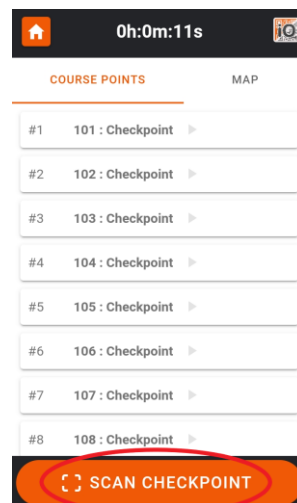 0h:0m:11s
iO
COURSE POINTS MAP
#1 101 : Checkpoint
#2 102 : Checkpoint
#3 103 : Checkpoint
#4 104 : Checkpoint
#5 105 : Checkpoint
#6 106 : Checkpoint
#7 107 : Checkpoint
#8 108 : Checkpoint
SCAN CHECKPOINT